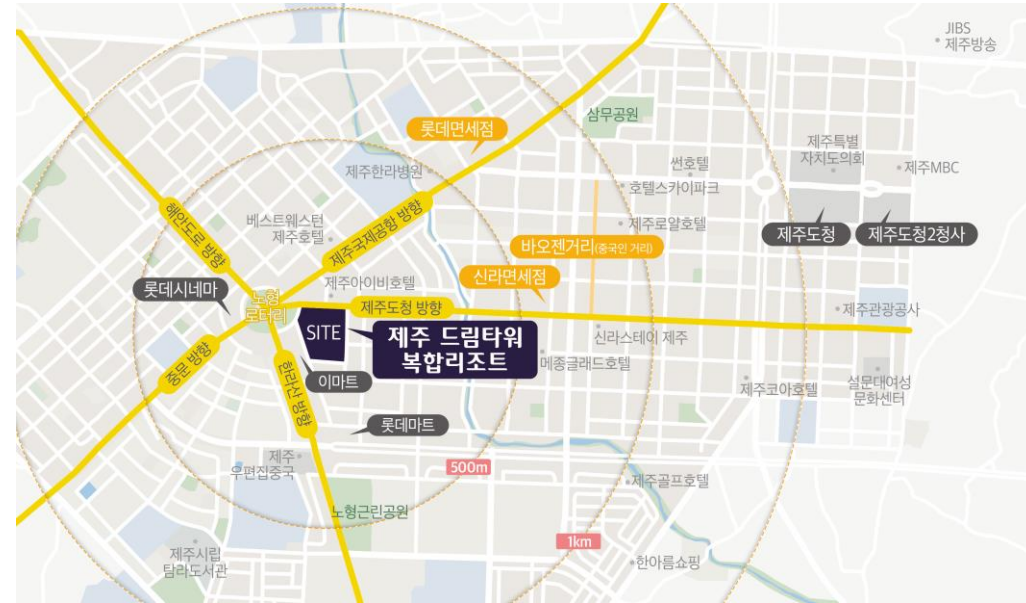 JIBS
제주방송
삼무공원
롯데면세점
제주특별
자치도의회
제주한라병원
썬호텔
제주MBC
호텔스카이파크
해안도로 방향
베스트웨스턴
제주호텔
제주국제공항 방향
제주로얄호텔
제주도청
제주도청2청사
바오젠거리(중국인 거리)
신라면세점
롯데시네마
제주아이비호텔
노형
로터리
제주도청 방향
제주관광공사
SITE
제주 드림타워
복합리조트
신라스테이 제주
중문 방향
이마트
한라산 방향
메종글래드호텔
제주코아호텔
설문대여성
문화센터
롯데마트
제주
우편집중국
500m
제주골프호텔
노형근린공원
1km
제주시립
탐라도서관
한아름쇼핑